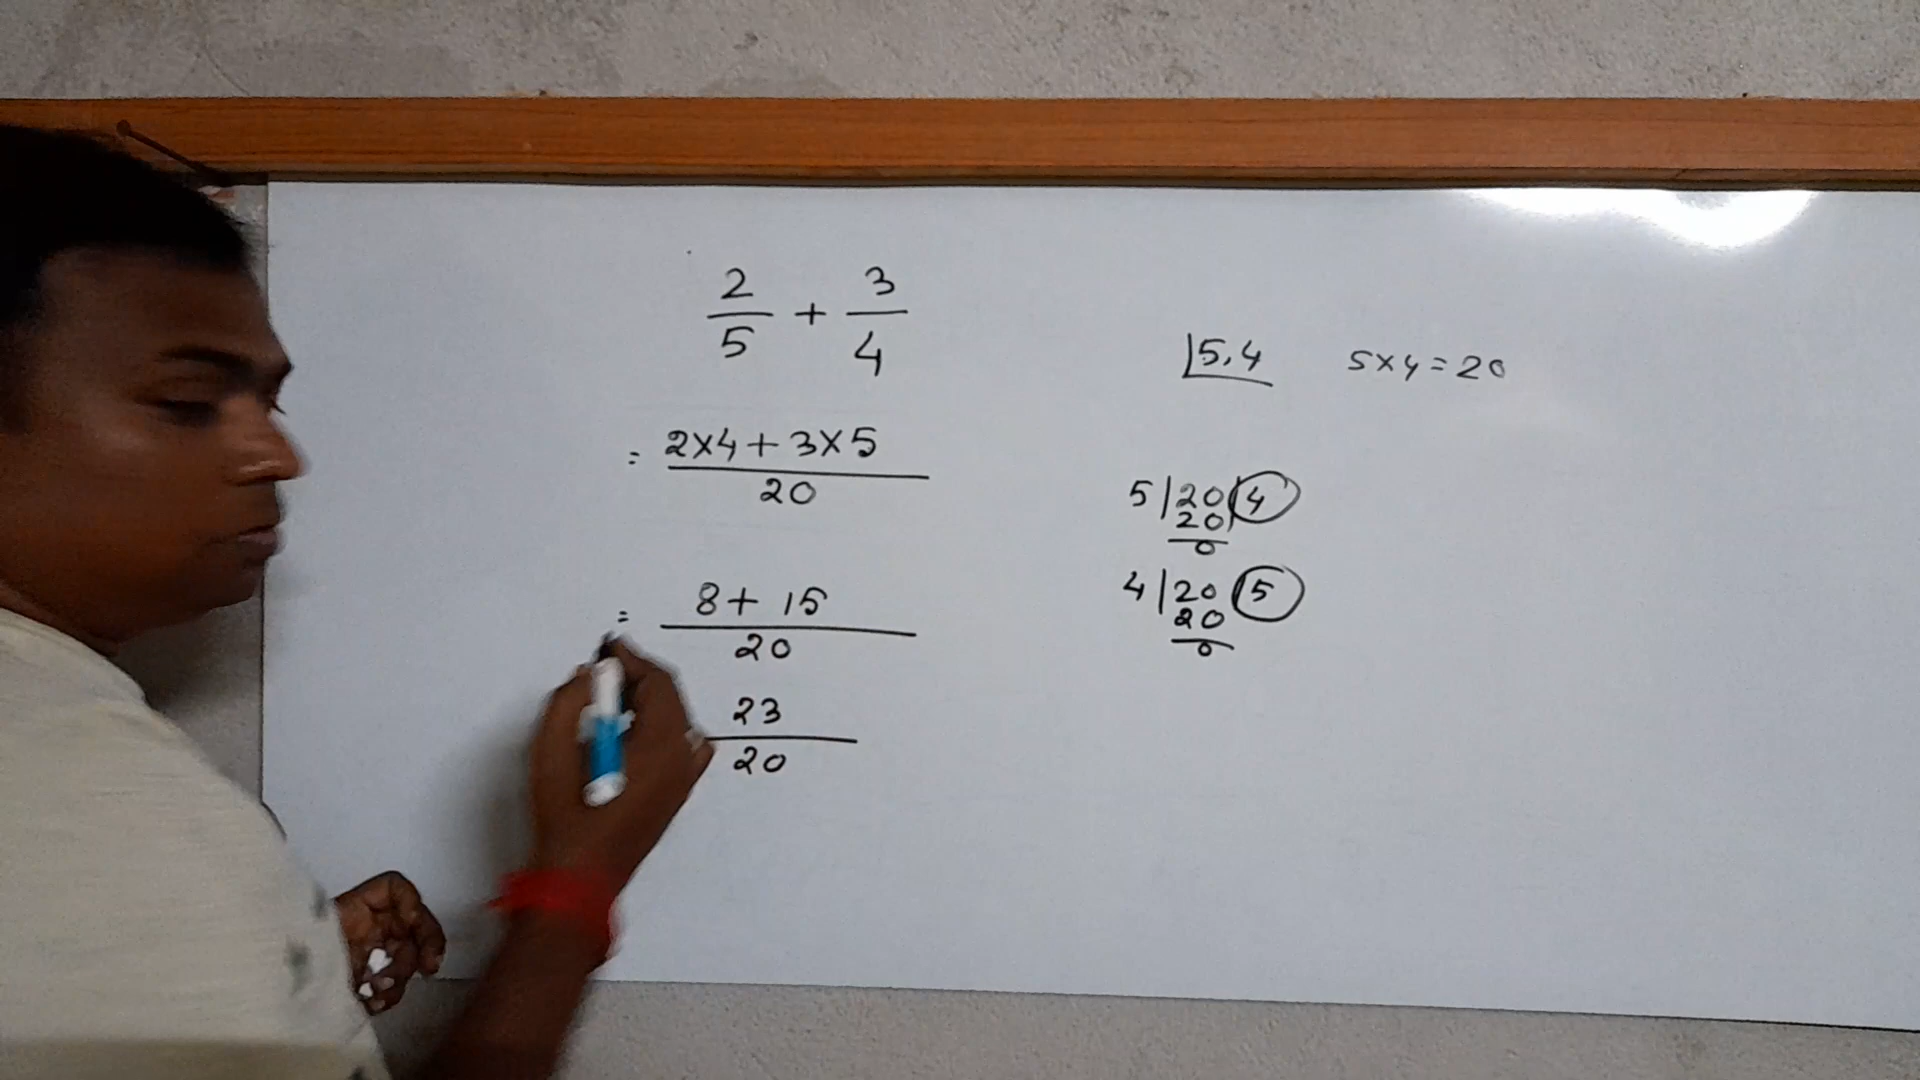 2/5 + 3/4
= 2×4 + 3×5 / 20
= 8 + 15 / 20
23/20
5,4 5×4=20
5|20(4
20
0
4|20(5
20
0